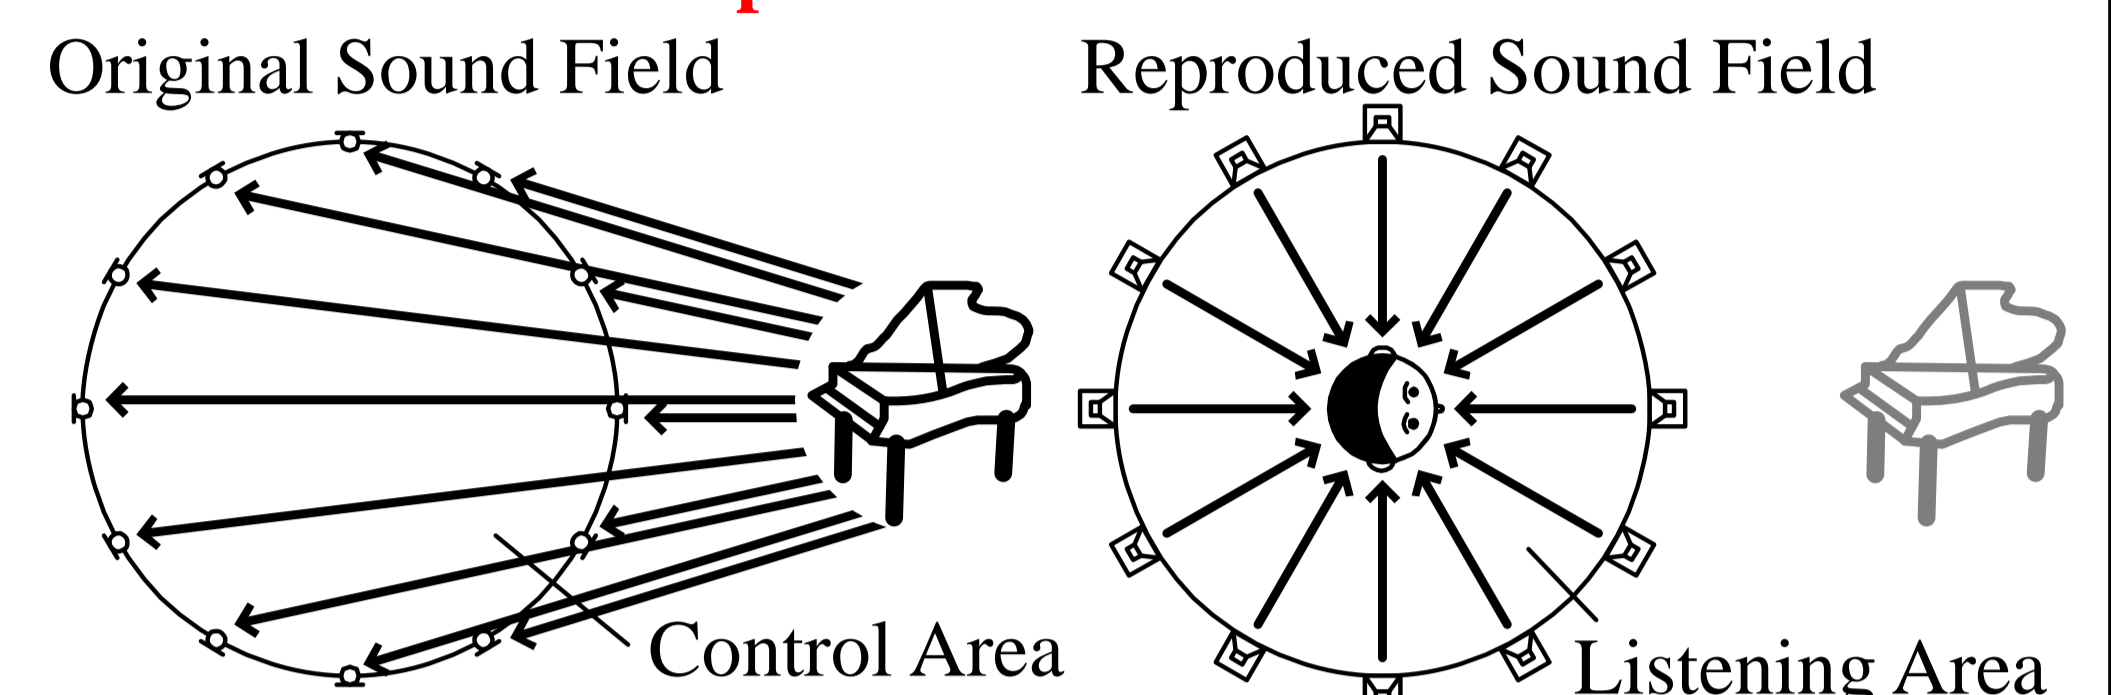 Original Sound Field
Reproduced Sound Field
Control Area
Listening Area